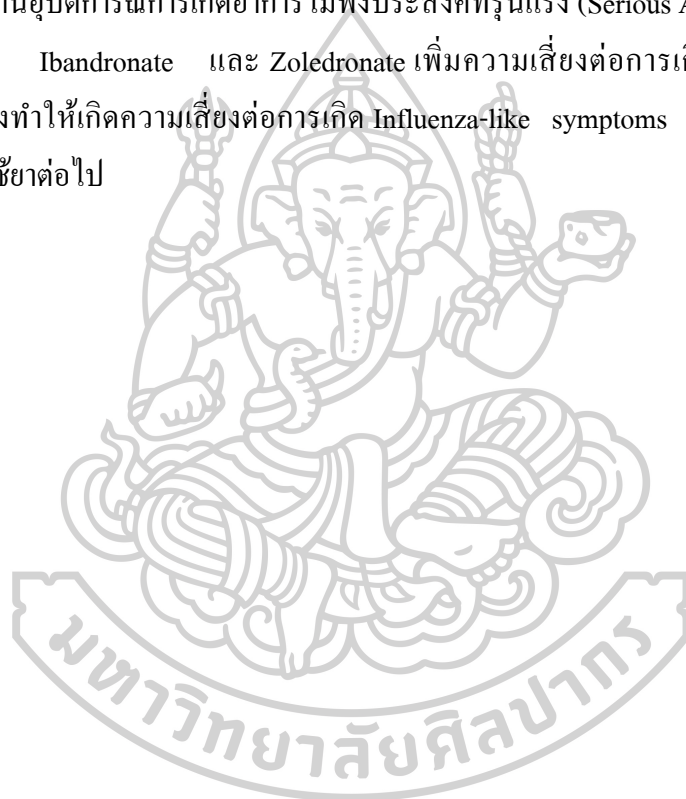 านอุบัติการณ์การเกิดอาการไม่พึงประสงค์ที่รุนแรง (Serious A
Ibandronate และ Zoledronate เพิ่มความเสี่ยงต่อการเกิ
งทำให้เกิดความเสี่ยงต่อการเกิด Influenza-like symptoms
ช้ยาต่อไป
มหาวิทยาลัยศิลปากร